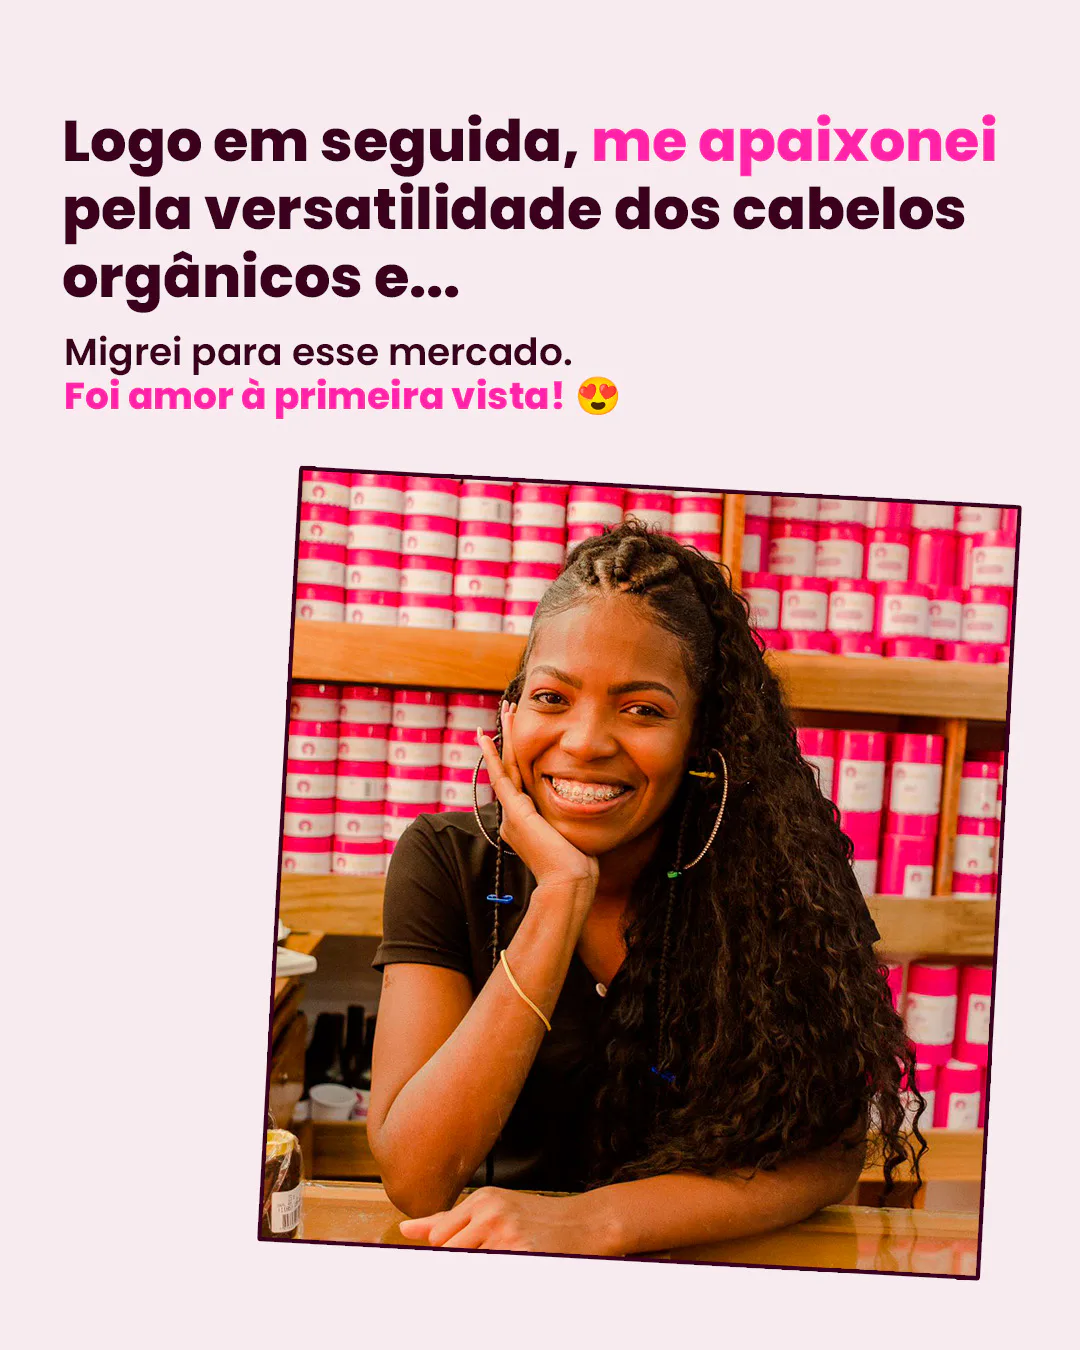 Logo em seguida, me apaixonei
pela versatilidade dos cabelos
orgânicos e...
Migrei para esse mercado.
Foi amor à primeira vista! 😍